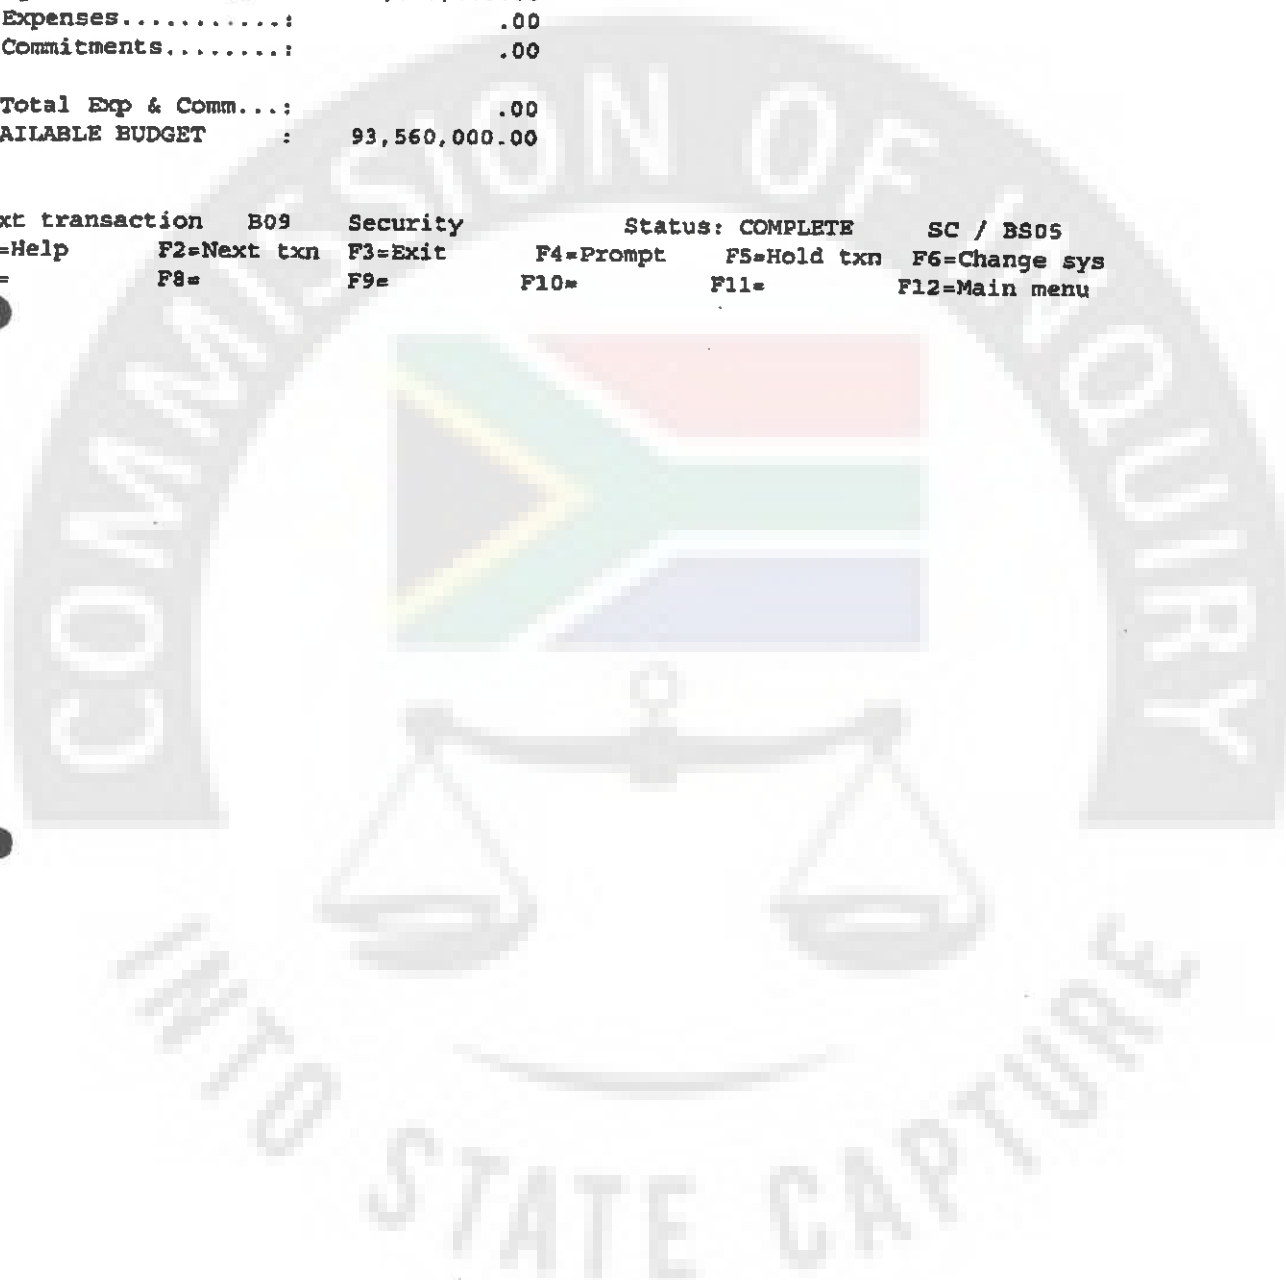 Expenses...........: .00
Commitments........: .00
Total Exp & Comm...: .00
AILABLE BUDGET : 93,560,000.00
xt transaction B09 Security Status: COMPLETE SC / BS05
=Help F2=Next txn F3=Exit F4=Prompt F5=Hold txn F6=Change sys
= F8= F9= F10= F11= F12=Main menu
COMMISSION OF INQUIRY
INTO STATE CAPTURE